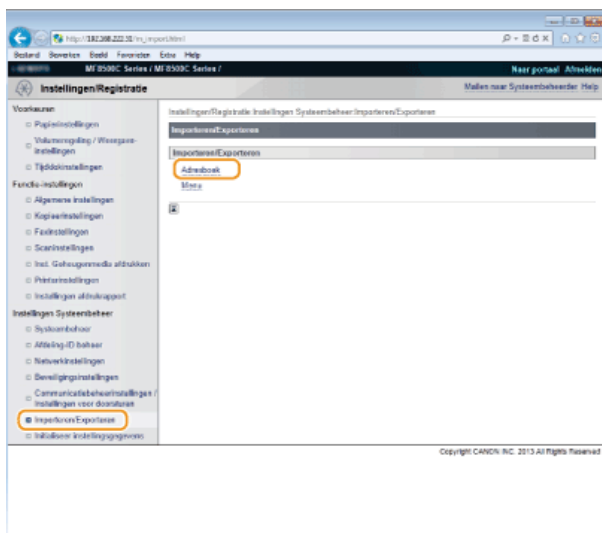 Bestand Bewerken Beeld Favorieten Extra Help
MF8500C Series / MF8500C Series /
Naar portaal Afmelden
Instellingen/Registratie
Mailen naar Systeembeheerder Help
Voorkeuren
Papierinstellingen
Volumeregeling / Weergave-
instellingen
Tijdklokinstellingen
Functie-instellingen
Algemene instellingen
Kopieerinstellingen
Faxinstellingen
Scaninstellingen
Inst. Geheugenmedia afdrukken
Printerinstellingen
Instellingen afdrukrapport
Instellingen Systeembeheer
Systeembeheer
Afdeling-ID beheer
Netwerkinstellingen
Beveiligingsinstellingen
Communicatiebeheerinstellingen /
Instellingen voor doorsturen
Importeren/Exporteren
Initialiseer instellingsgegevens
Instellingen/Registratie Instellingen Systeembeheer:Importeren/Exporteren
Importeren/Exporteren
Importeren/Exporteren
Adresboek
Menu
Copyright CANON INC. 2013 All Rights Reserved